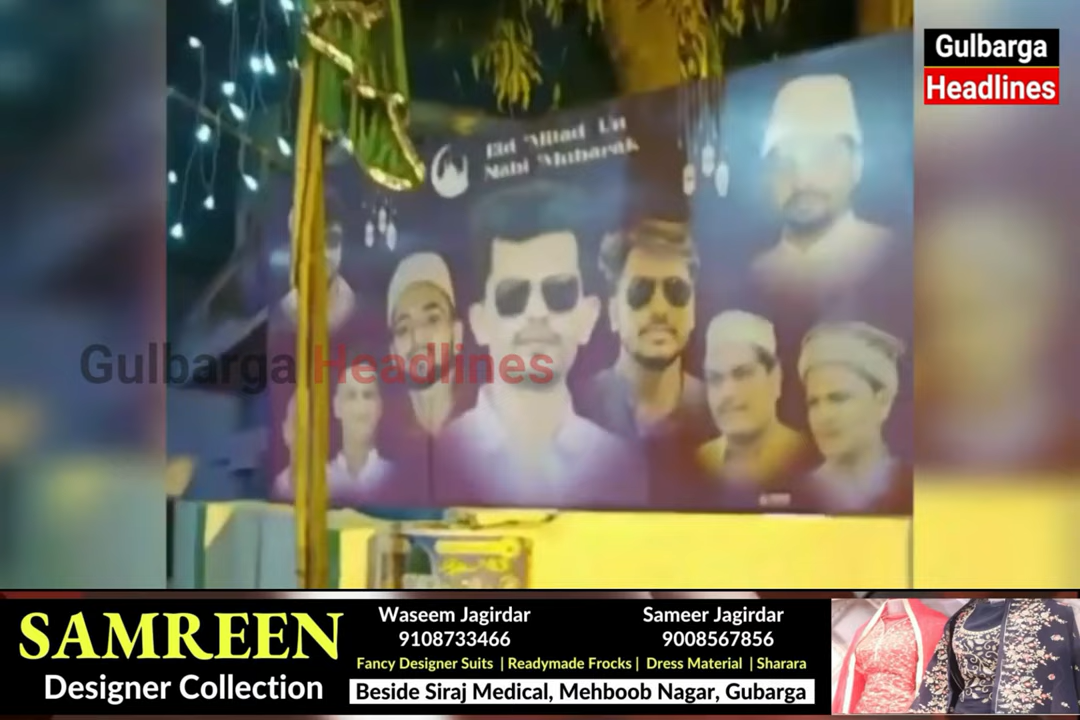 Gulbarga
Headlines
Eid Milad Un
Nabi Mubarak
Gulbarga Headlines
SAMREEN
Designer Collection
Waseem Jagirdar
9108733466
Sameer Jagirdar
9008567856
Fancy Designer Suits | Readymade Frocks | Dress Material | Sharara
Beside Siraj Medical, Mehboob Nagar, Gubarga